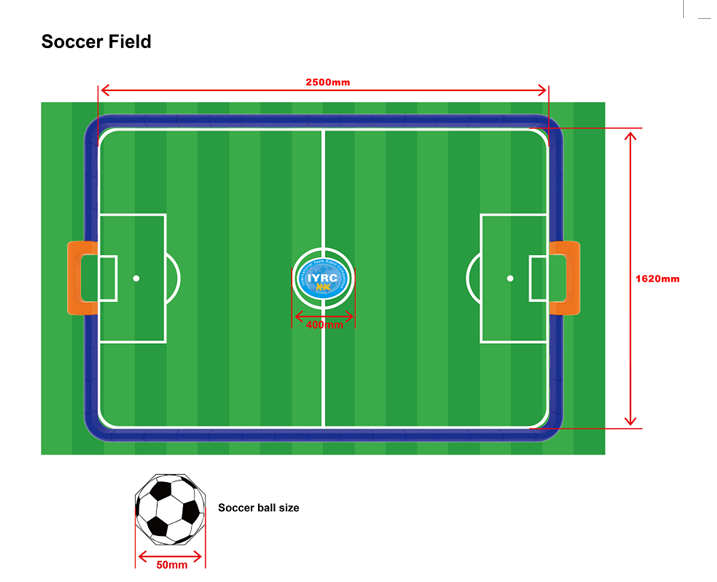 Soccer Field
2500mm
IYRC
1620mm
400mm
Soccer ball size
50mm